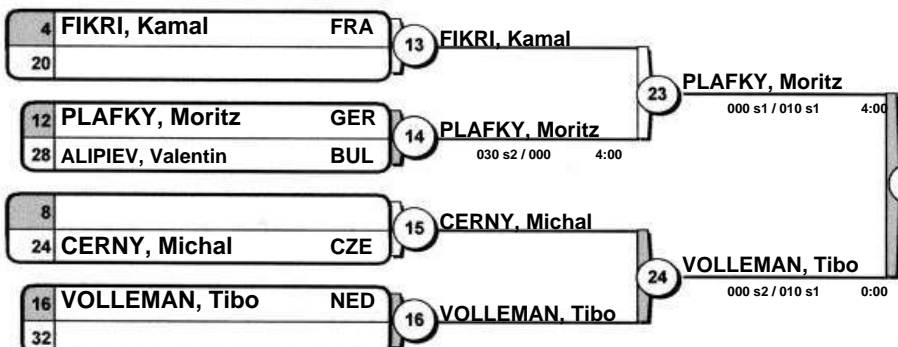 4 FIKRI, Kamal FRA
20
13 FIKRI, Kamal
12 PLAFKY, Moritz GER
28 ALIPIEV, Valentin BUL
14 PLAFKY, Moritz
030 s2 / 000 4:00
23 PLAFKY, Moritz
000 s1 / 010 s1 4:00
8
24 CERNY, Michal CZE
15 CERNY, Michal
16 VOLLEMAN, Tibo NED
32
16 VOLLEMAN, Tibo
24 VOLLEMAN, Tibo
000 s2 / 010 s1 0:00